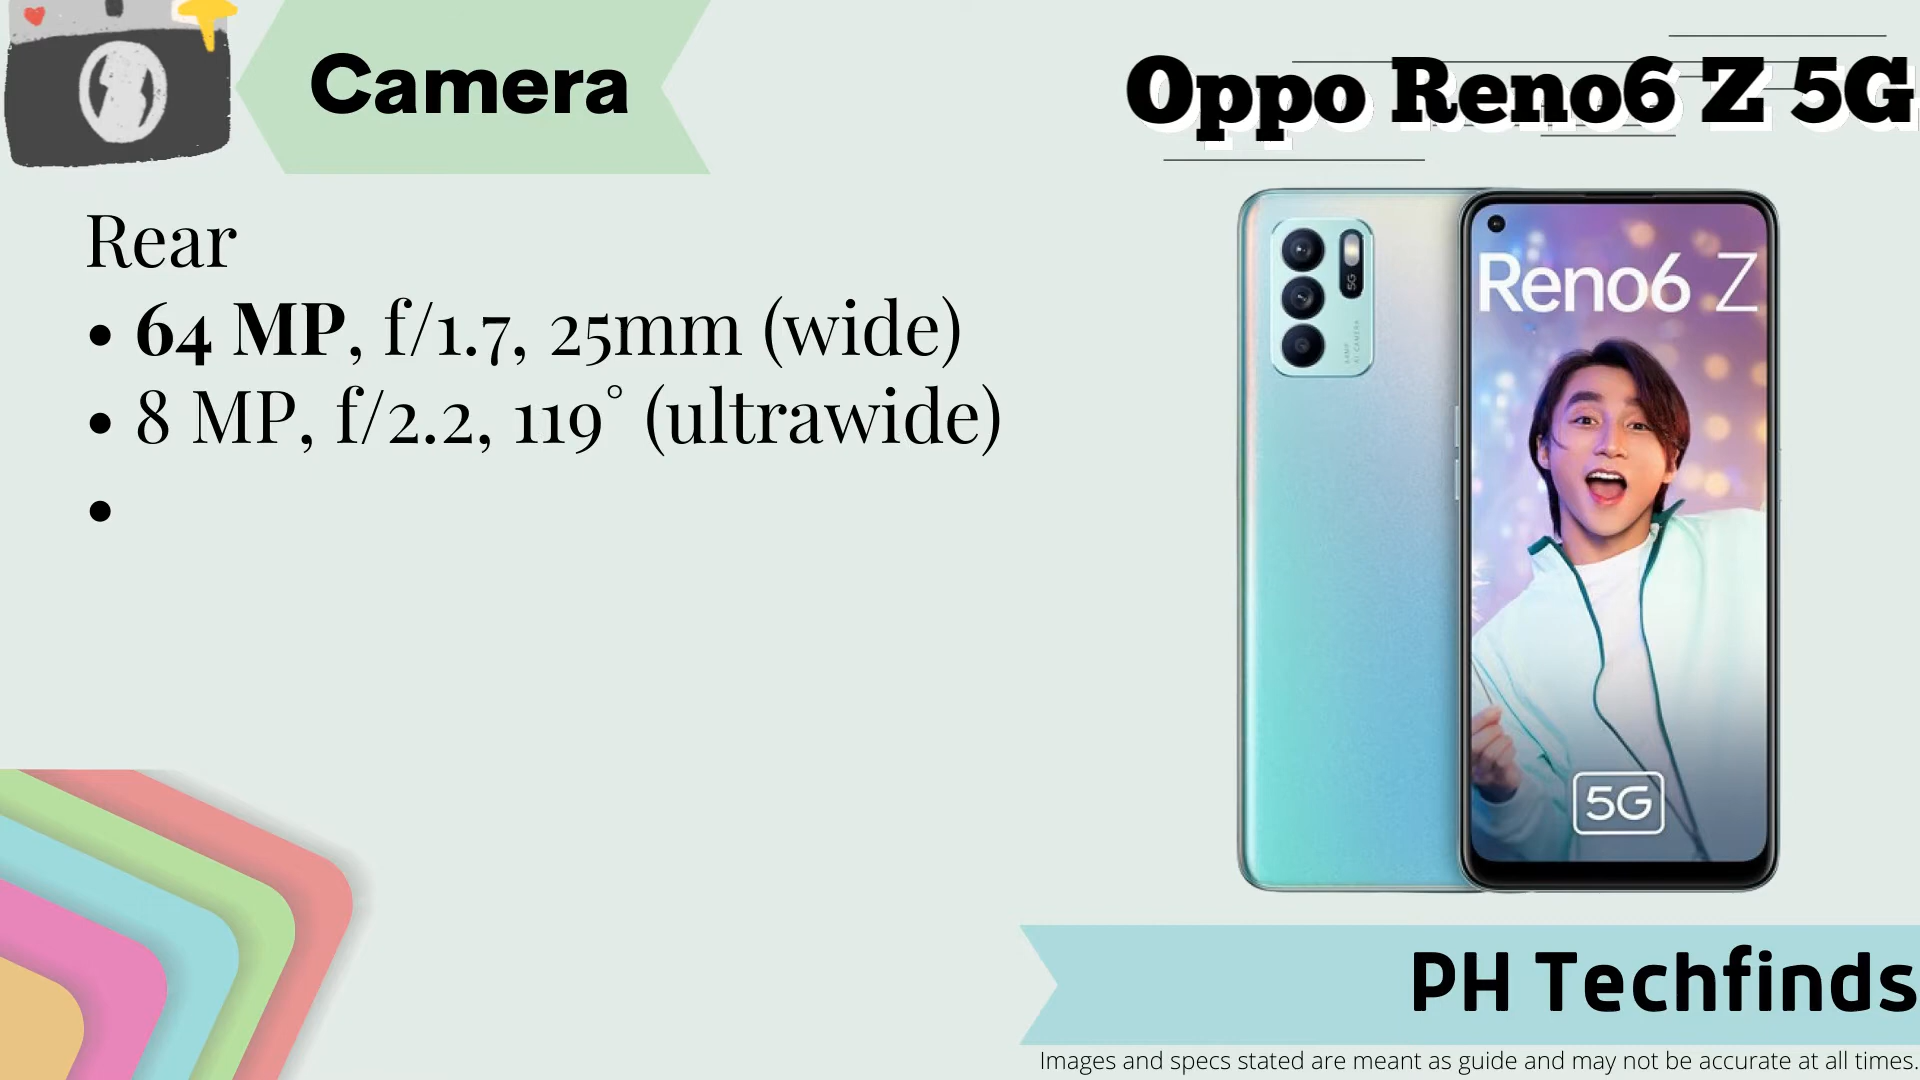 Camera
Oppo Reno6 Z 5G
Rear
• 64 MP, f/1.7, 25mm (wide)
• 8 MP, f/2.2, 119° (ultrawide)
•
5G
Reno6 Z
5G
PH Techfinds
Images and specs stated are meant as guide and may not be accurate at all times.